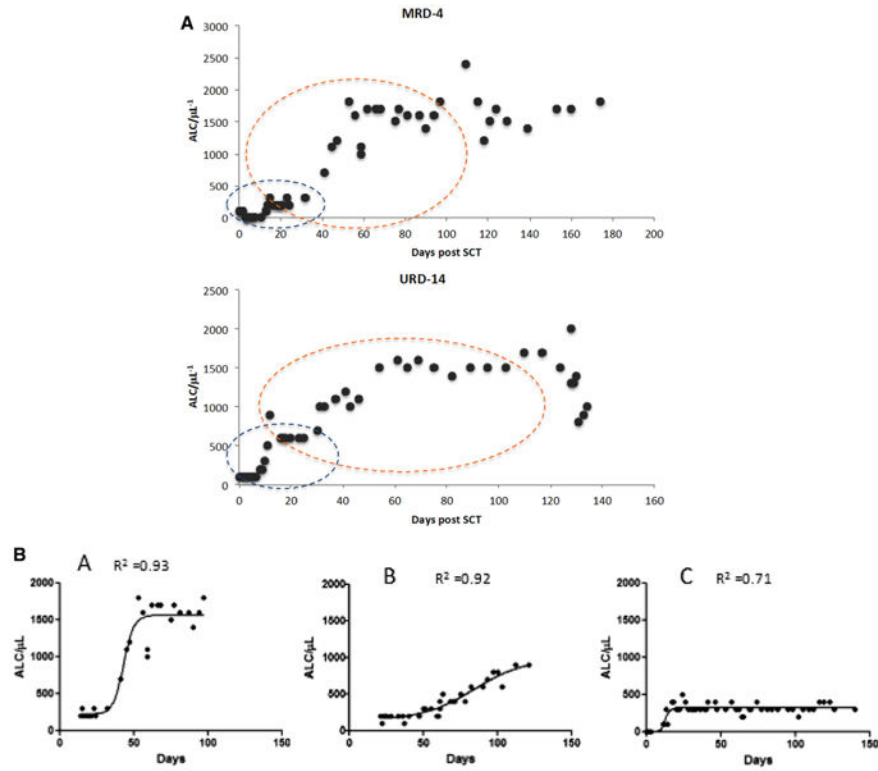 A
MRD-4
3000
2500
2000
1500
1000
500
0
ALC/µL⁻¹
0 20 40 60 80 100 120 140 160 180 200
Days post SCT
URD-14
2500
2000
1500
1000
500
0
ALC/µL⁻¹
0 20 40 60 80 100 120 140 160
Days post SCT
B
A R² =0.93
2000
1500
1000
500
0
ALC/µL
0 50 100 150
Days
B R² =0.92
2000
1500
1000
500
0
ALC/µL
0 50 100 150
Days
C R² =0.71
2000
1500
1000
500
0
ALC/µL
0 50 100 150
Days